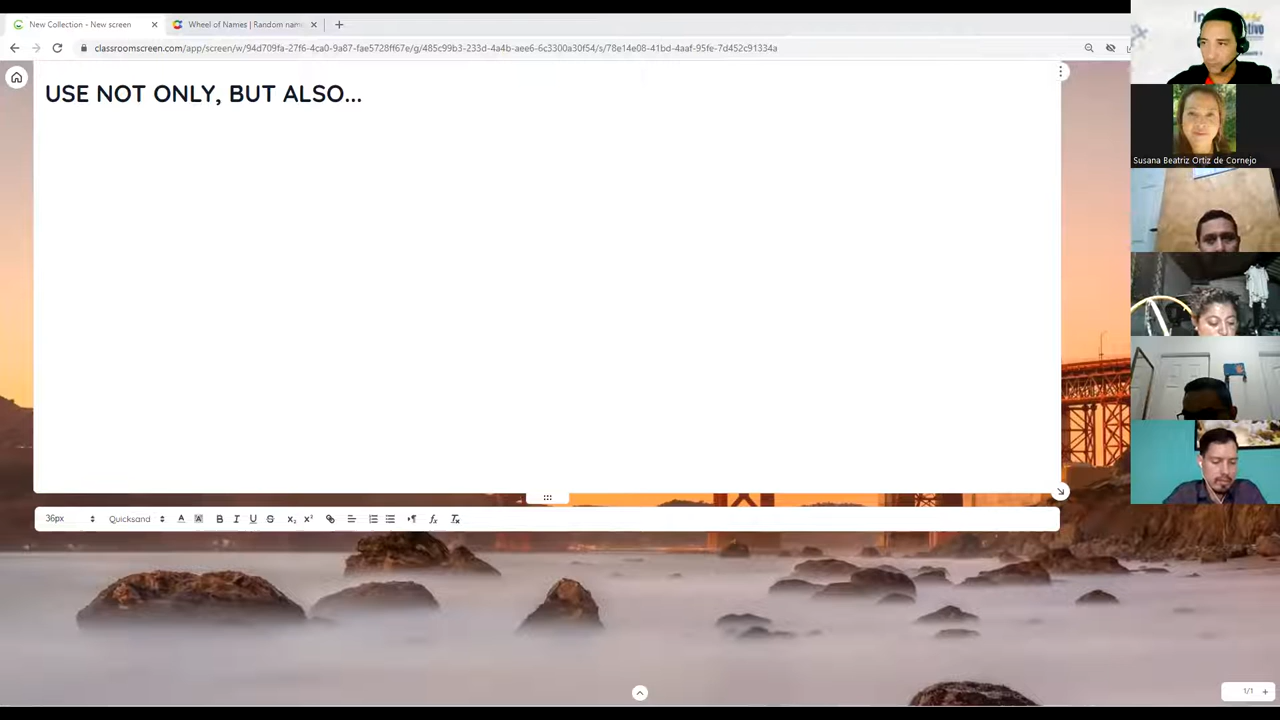 New Collection - New screen
Wheel of Names | Random nam
classroomscreen.com/app/screen/w/94d709fa-27f6-4ca0-9a87-fae5728ff67e/g/485c99b3-233d-4a4b-aee6-6c3300a30f54/s/78e14e08-41bd-4aaf-95fe-7d452c91334a
USE NOT ONLY, BUT ALSO...
Susana Beatriz Ortiz de Cornejo
36px
Quicksand
1/1